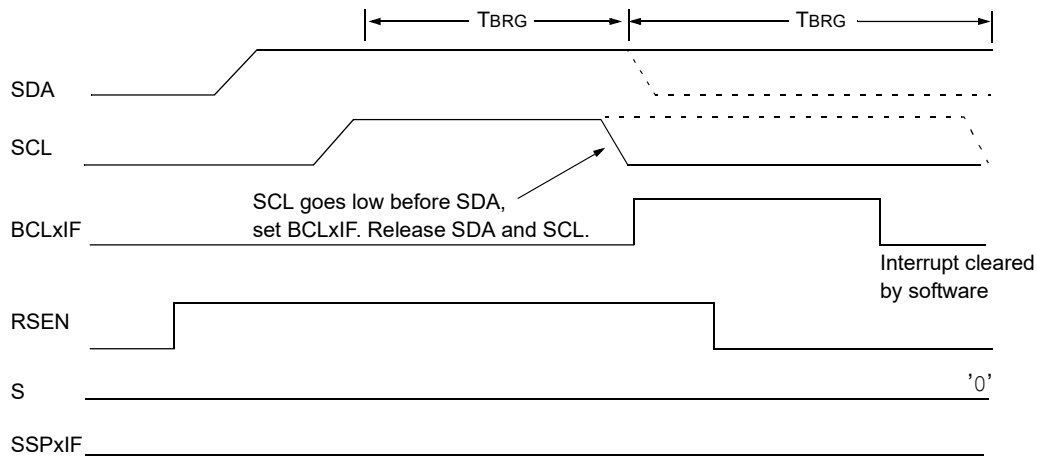 TBRG TBRG
SDA
SCL
SCL goes low before SDA,
set BCLxIF. Release SDA and SCL.
BCLxIF
Interrupt cleared
by software
RSEN
S
'0'
SSPxIF